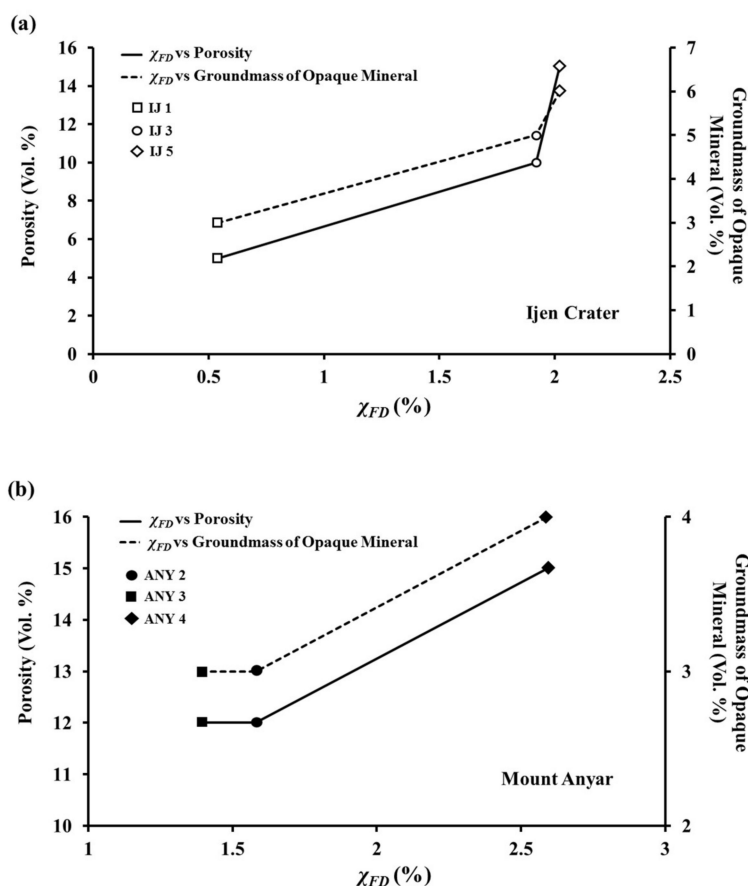 (a)
χFD vs Porosity
χFD vs Groundmass of Opaque Mineral
IJ 1
IJ 3
IJ 5
Porosity (Vol. %)
16
14
12
10
8
6
4
2
0
Groundmass of Opaque
Mineral (Vol. %)
7
6
5
4
3
2
1
0
Ijen Crater
0 0.5 1 1.5 2 2.5
χFD (%)
(b)
χFD vs Porosity
χFD vs Groundmass of Opaque Mineral
ANY 2
ANY 3
ANY 4
Porosity (Vol. %)
16
15
14
13
12
11
10
Groundmass of Opaque
Mineral (Vol. %)
4
3
2
Mount Anyar
1 1.5 2 2.5 3
χFD (%)